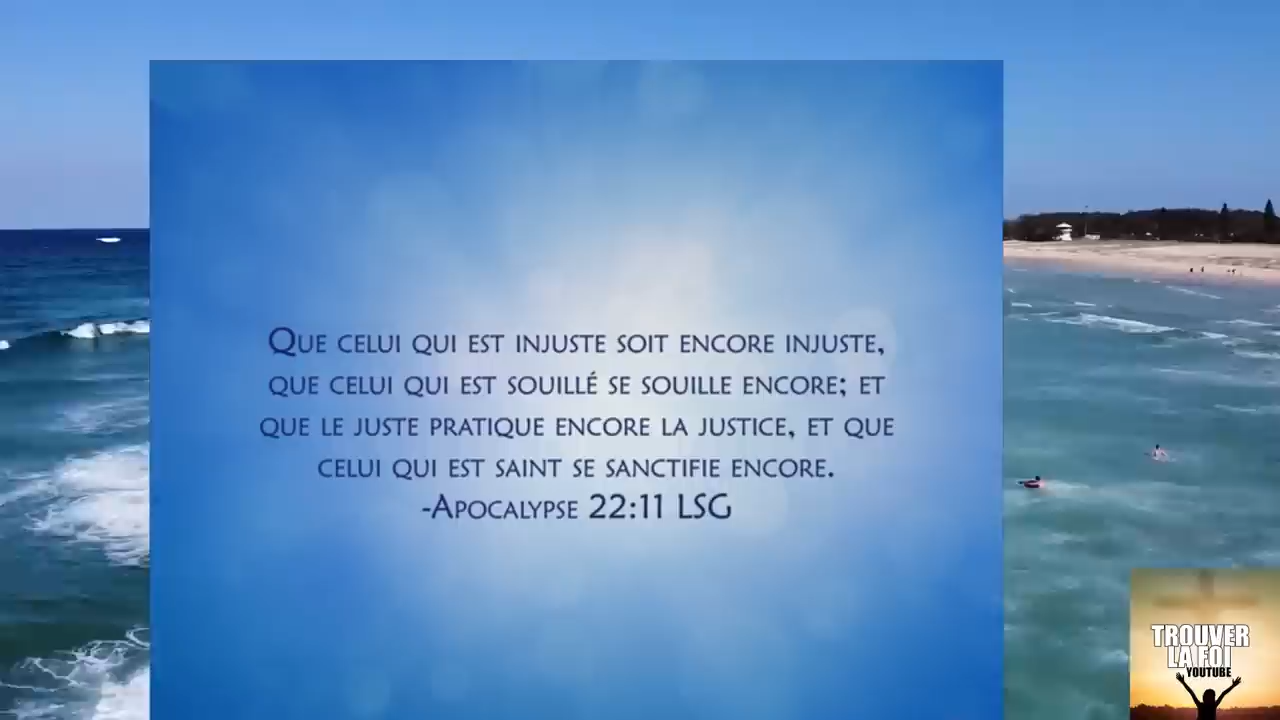 Que celui qui est injuste soit encore injuste,
que celui qui est souillé se souille encore; et
que le juste pratique encore la justice, et que
celui qui est saint se sanctifie encore.
-Apocalypse 22:11 LSG
TROUVER
LA FOI
YOUTUBE